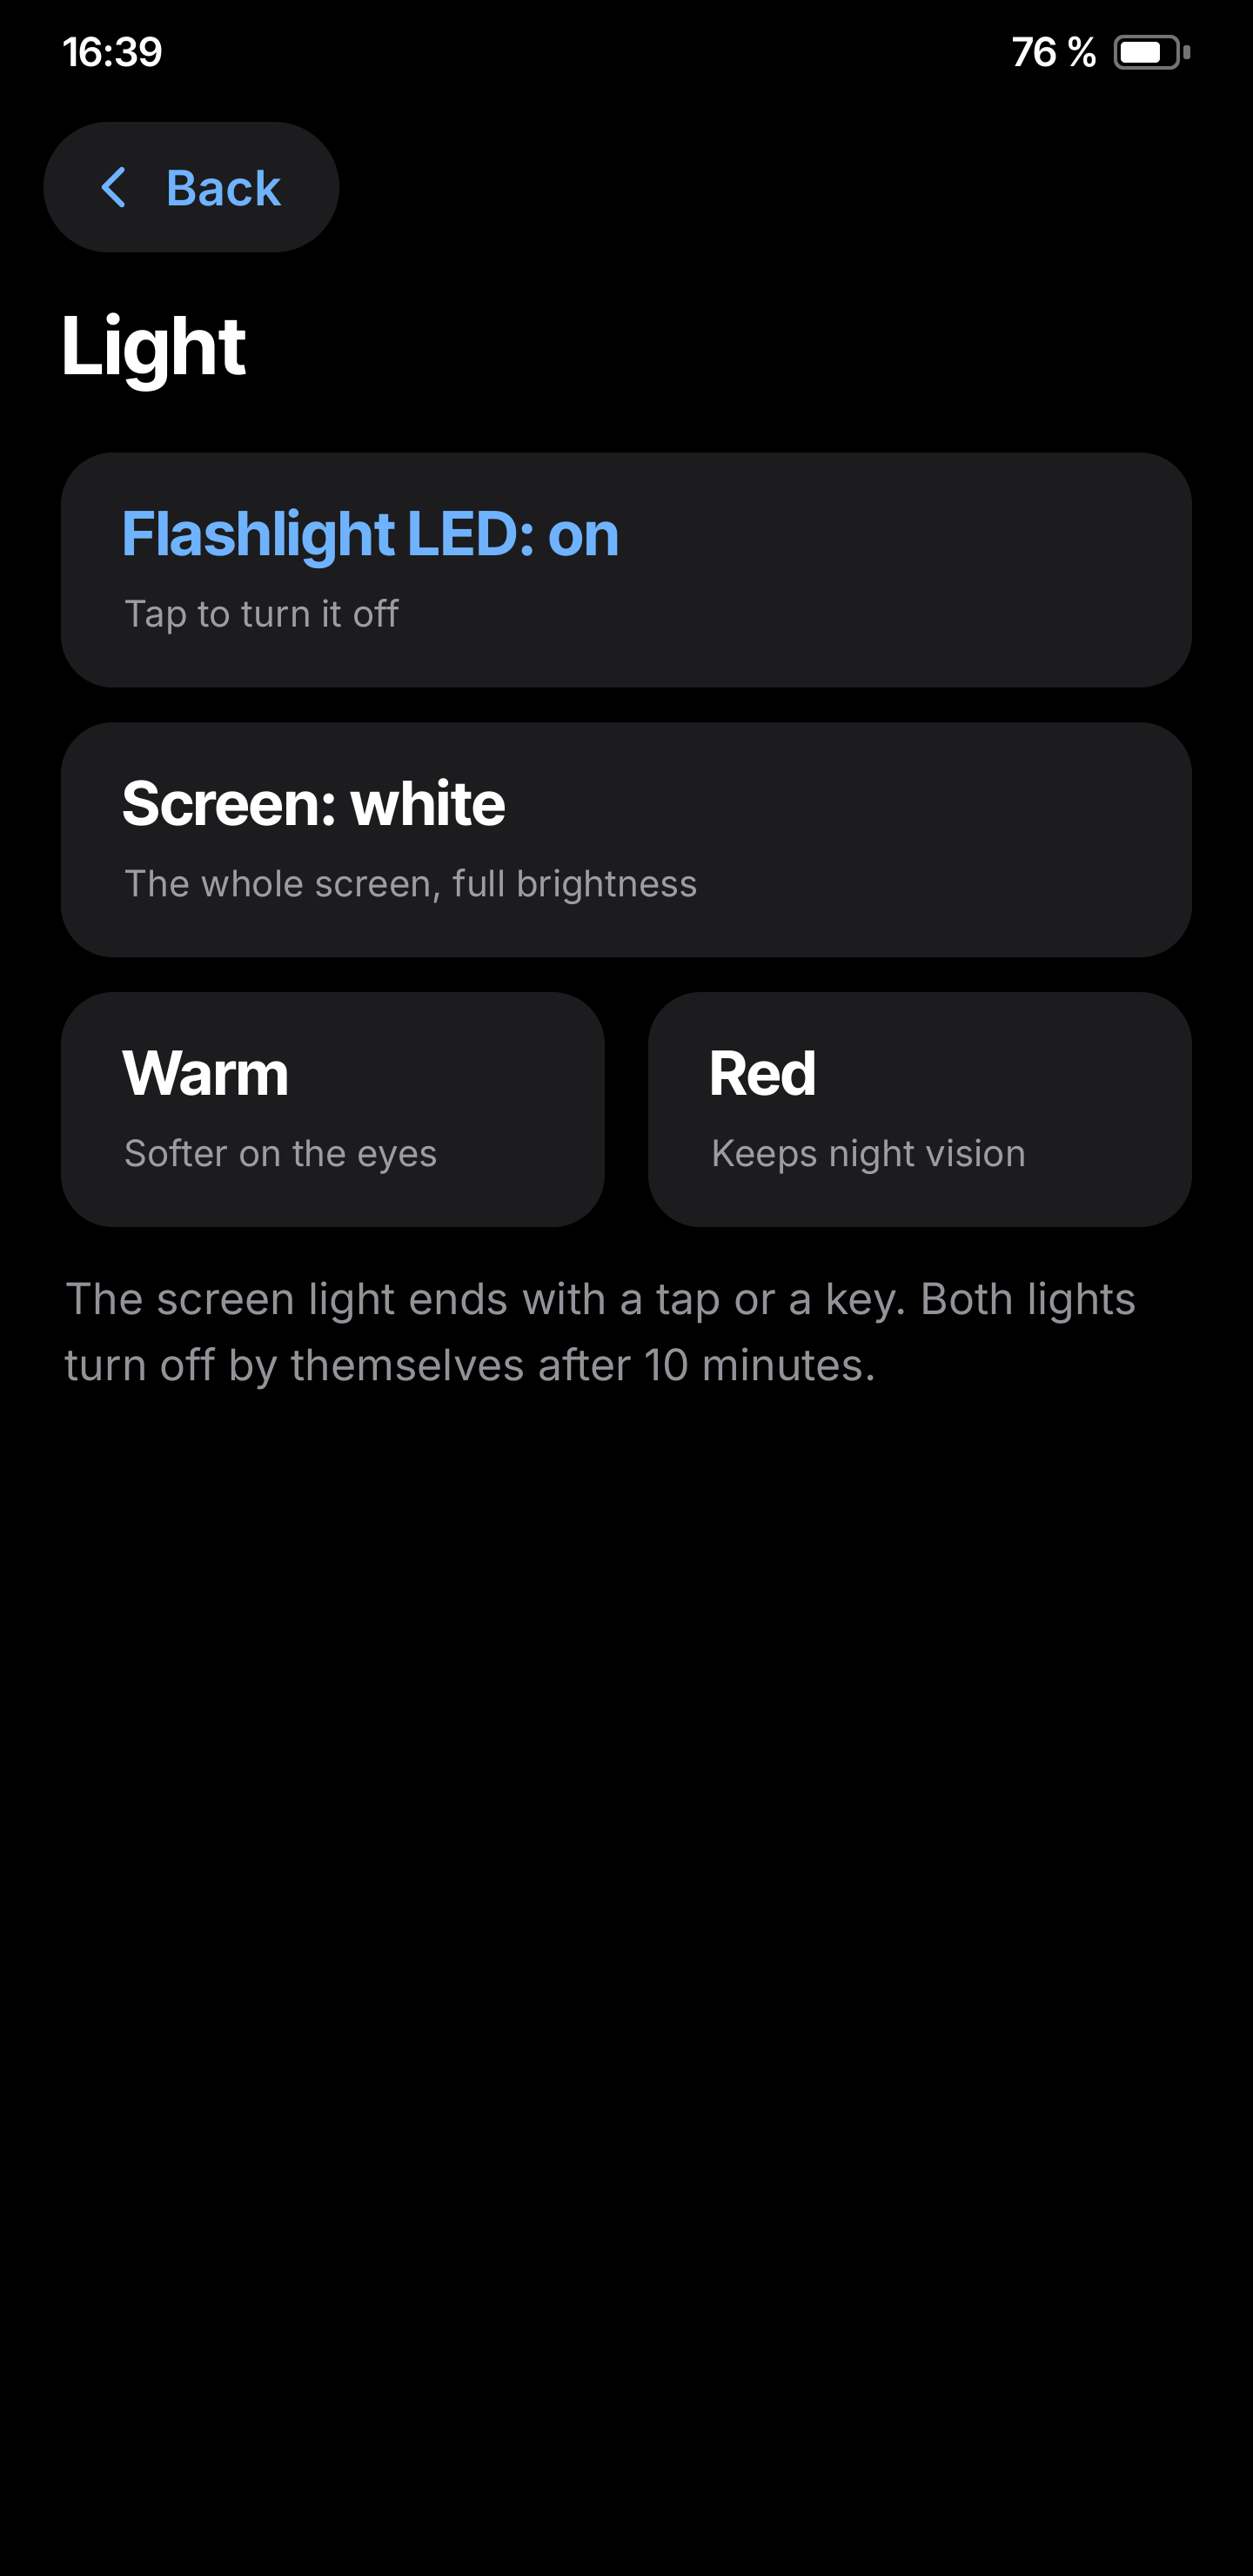 16:39
76 %
Back
Light
Flashlight LED: on
Tap to turn it off
Screen: white
The whole screen, full brightness
Warm
Softer on the eyes
Red
Keeps night vision
The screen light ends with a tap or a key. Both lights
turn off by themselves after 10 minutes.